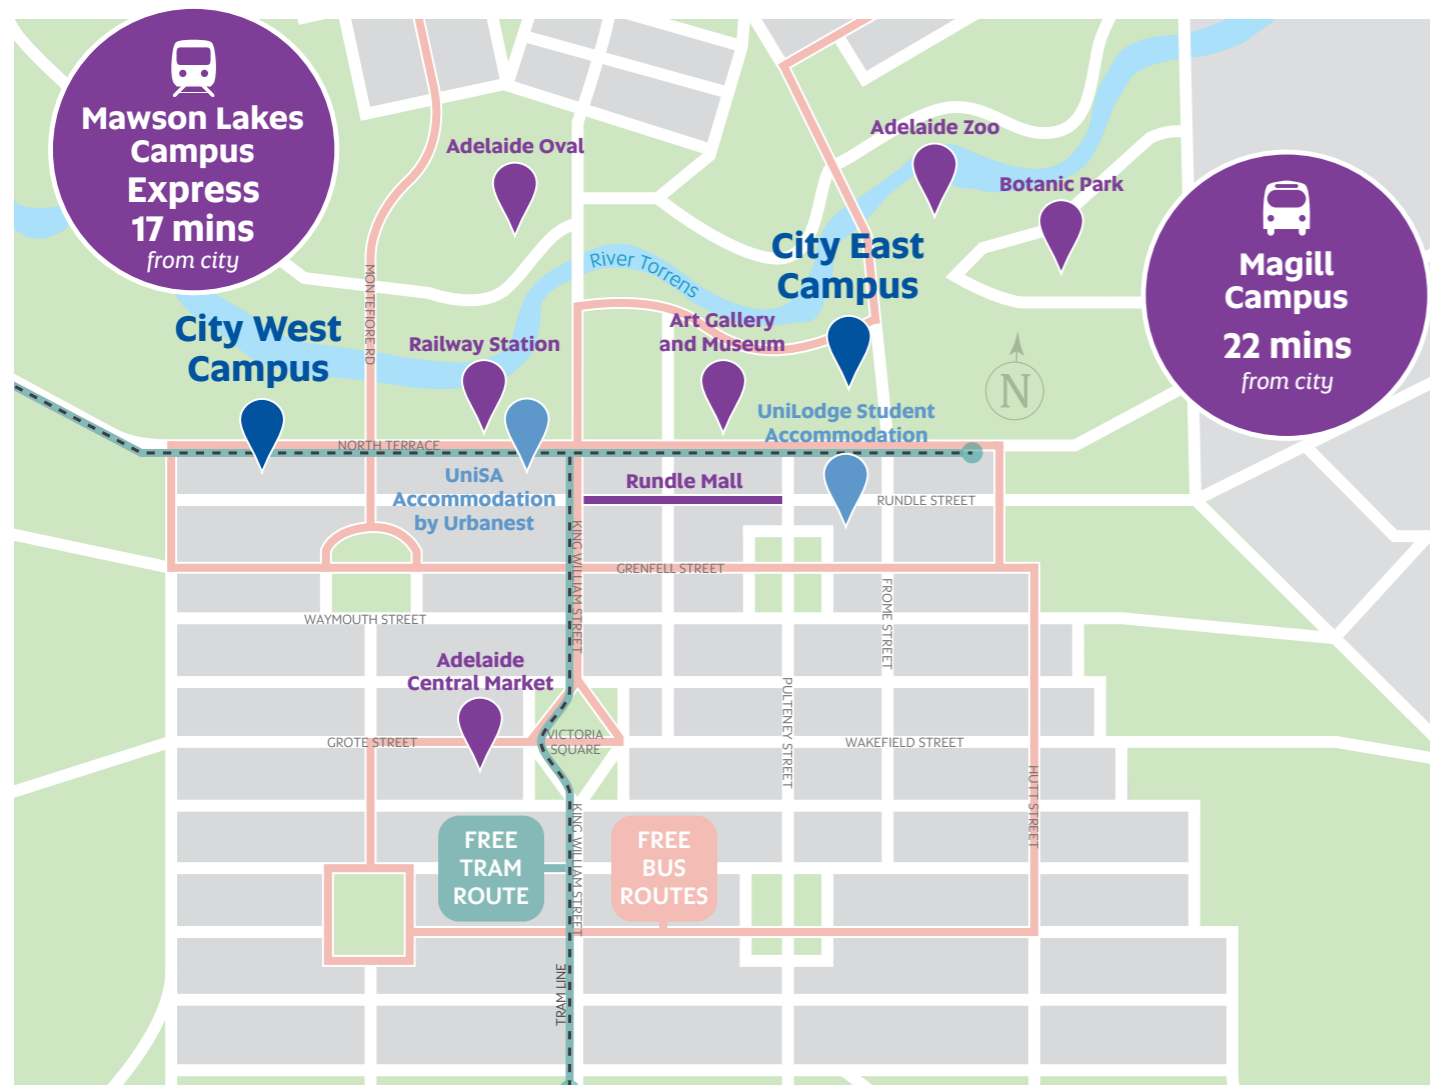 Mawson Lakes
Campus
Express
17 mins
from city
Adelaide Oval
Adelaide Zoo
Botanic Park
Magill
Campus
22 mins
from city
City East
Campus
River Torrens
MONTEFIORE RD
City West
Campus
Railway Station
Art Gallery
and Museum
N
UniLodge Student
Accommodation
NORTH TERRACE
UniSA
Accommodation
by Urbanest
Rundle Mall
RUNDLE STREET
KING WILLIAM STREET
GRENFELL STREET
FROME STREET
WAYMOUTH STREET
Adelaide
Central Market
PULTENEY STREET
GROTE STREET
VICTORIA
SQUARE
WAKEFIELD STREET
HUTT STREET
KING WILLIAM STREET
FREE
TRAM
ROUTE
FREE
BUS
ROUTES
TRAM LINE